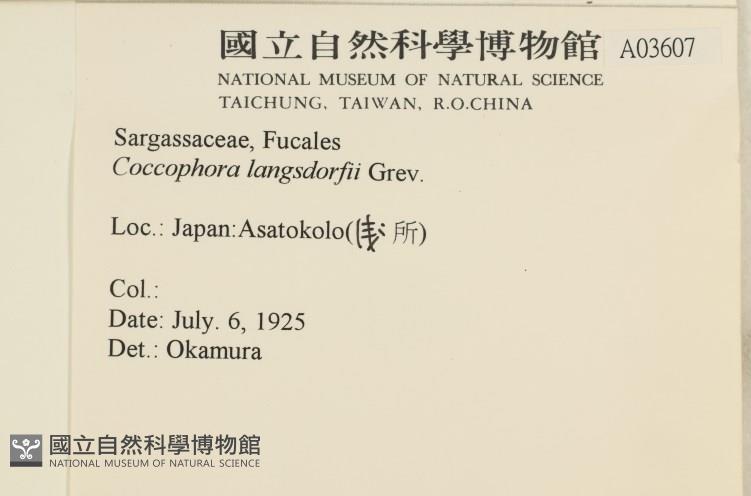 國立自然科學博物館 A03607
NATIONAL MUSEUM OF NATURAL SCIENCE
TAICHUNG, TAIWAN, R.O.CHINA
Sargassaceae, Fucales
Coccophora langsdorfii Grev.
Loc.: Japan:Asatokolo(浅所)
Col.:
Date: July. 6, 1925
Det.: Okamura
國立自然科學博物館
NATIONAL MUSEUM OF NATURAL SCIENCE